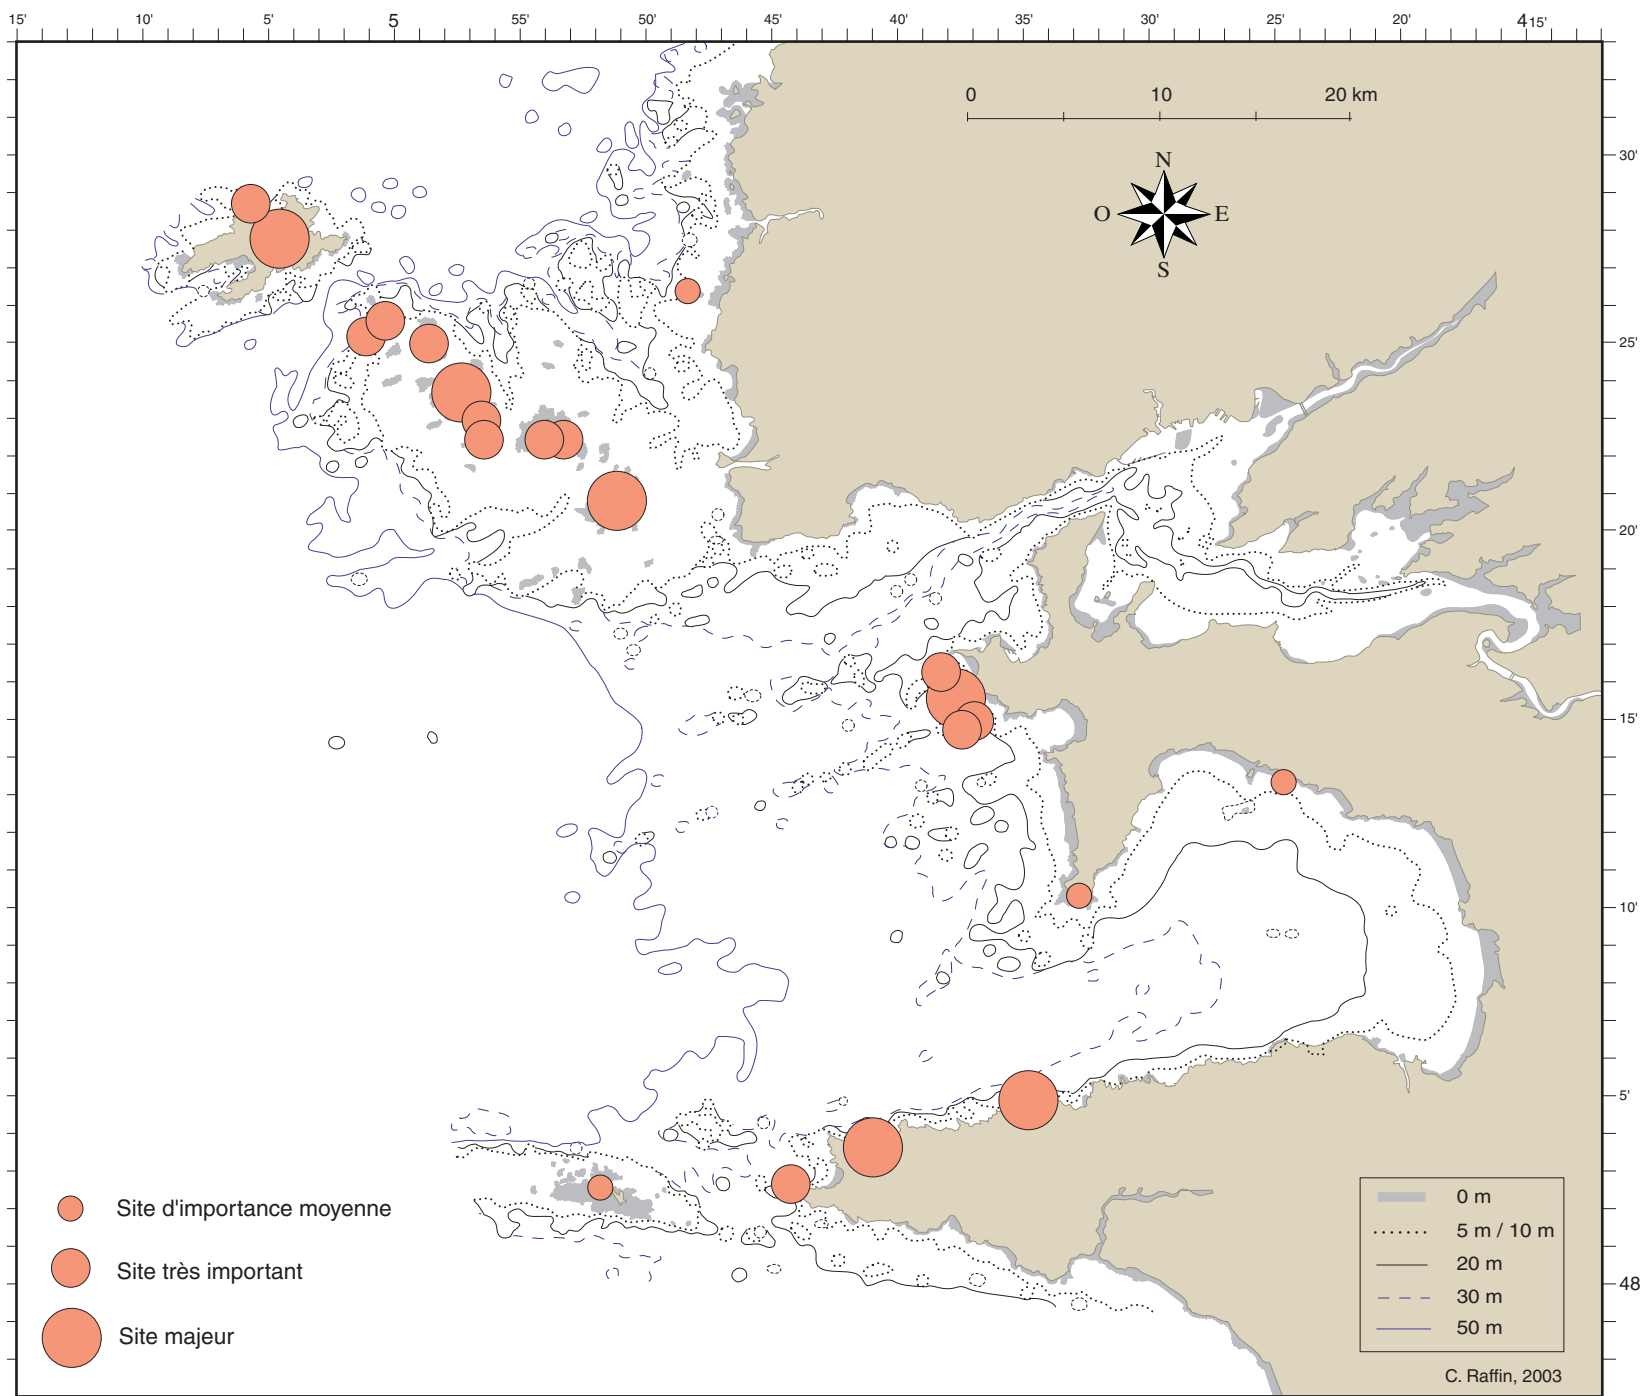 15' 10' 5' 5 55' 50' 45' 40' 35' 30' 25' 20' 4 15'
0 10 20 km
N
O E
S
30'
25'
20'
15'
10'
5'
48
Site d'importance moyenne
Site très important
Site majeur
0 m
5 m / 10 m
20 m
30 m
50 m
C. Raffin, 2003